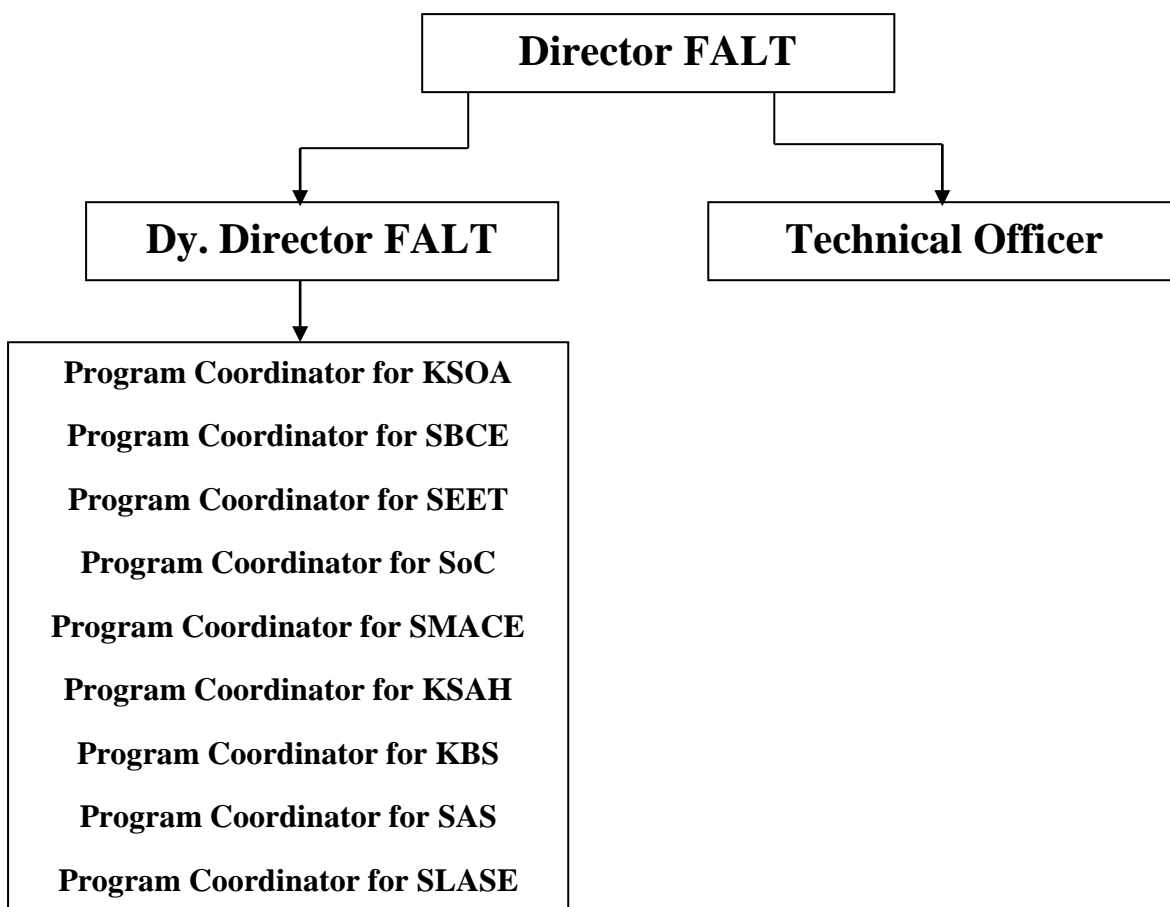 Director FALT
Dy. Director FALT
Technical Officer
Program Coordinator for KSOA
Program Coordinator for SBCE
Program Coordinator for SEET
Program Coordinator for SoC
Program Coordinator for SMACE
Program Coordinator for KSAH
Program Coordinator for KBS
Program Coordinator for SAS
Program Coordinator for SLASE